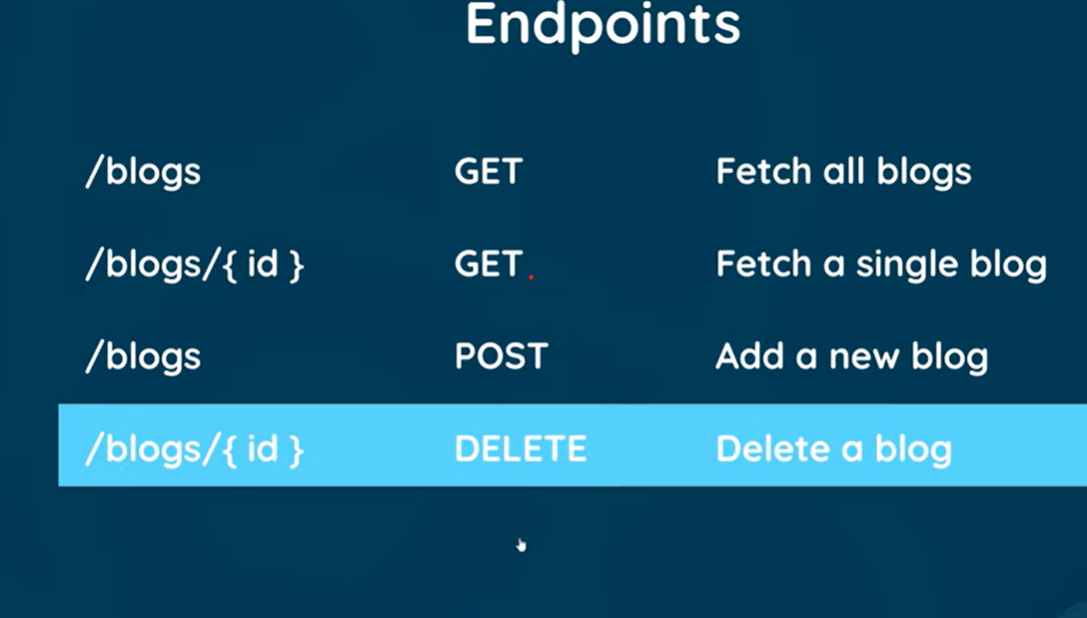 Endpoints
/blogs GET Fetch all blogs
/blogs/{ id } GET Fetch a single blog
/blogs POST Add a new blog
/blogs/{ id } DELETE Delete a blog